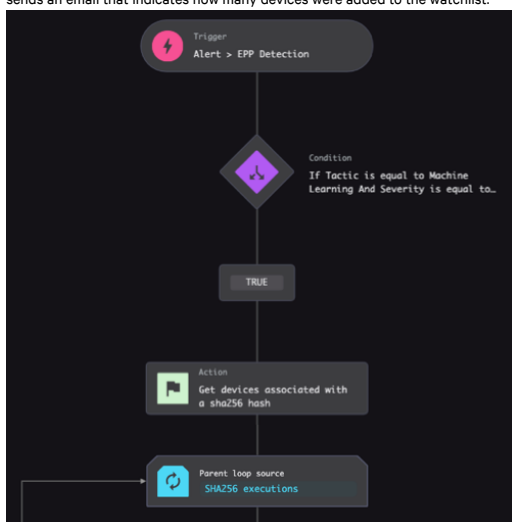 sends an email that indicates how many devices were added to the watchlist.
Trigger
Alert > EPP Detection
Condition
If Tactic is equal to Machine
Learning And Severity is equal to…
TRUE
Action
Get devices associated with
a sha256 hash
Parent loop source
SHA256 executions